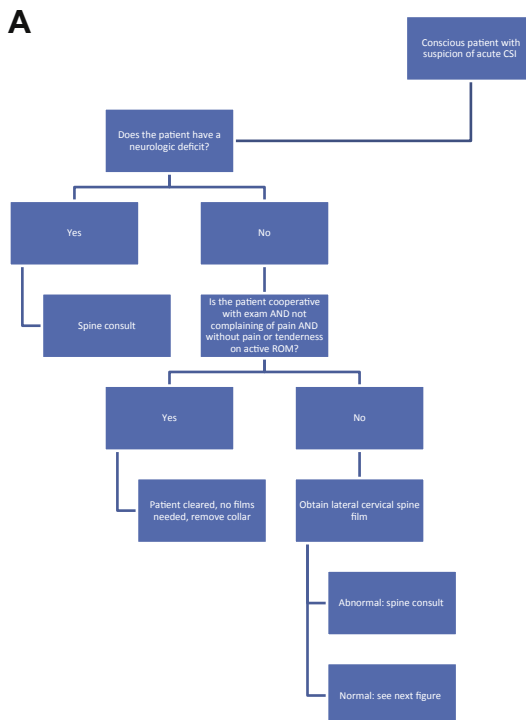 A
Conscious patient with
suspicion of acute CSI
Does the patient have a
neurologic deficit?
Yes
No
Spine consult
Is the patient cooperative
with exam AND not
complaining of pain AND
without pain or tenderness
on active ROM?
Yes
No
Patient cleared, no films
needed, remove collar
Obtain lateral cervical spine
film
Abnormal: spine consult
Normal: see next figure